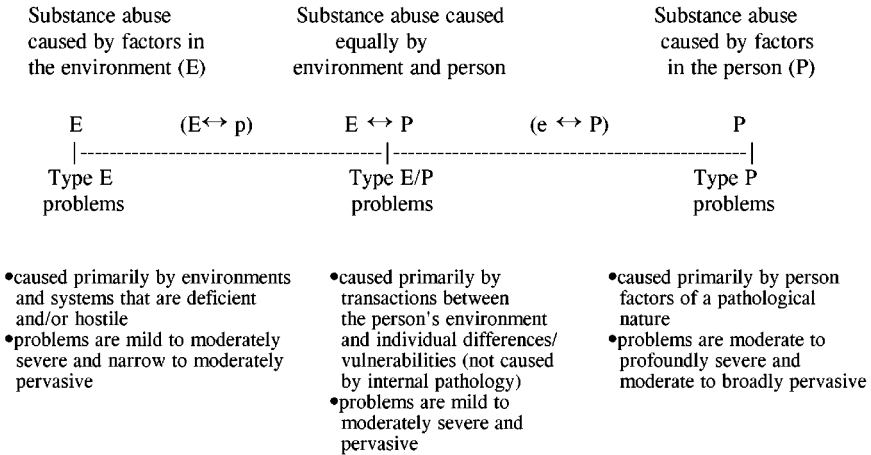 Substance abuse
caused by factors in
the environment (E)
Substance abuse caused
equally by
environment and person
Substance abuse
caused by factors
in the person (P)
E (E↔ p) E ↔ P (e ↔ P) P
|--------------------------------------------|--------------------------------------------------|
Type E
problems
Type E/P
problems
Type P
problems
•caused primarily by environments
and systems that are deficient
and/or hostile
•problems are mild to moderately
severe and narrow to moderately
pervasive
•caused primarily by
transactions between
the person's environment
and individual differences/
vulnerabilities (not caused
by internal pathology)
•problems are mild to
moderately severe and
pervasive
•caused primarily by person
factors of a pathological
nature
•problems are moderate to
profoundly severe and
moderate to broadly pervasive